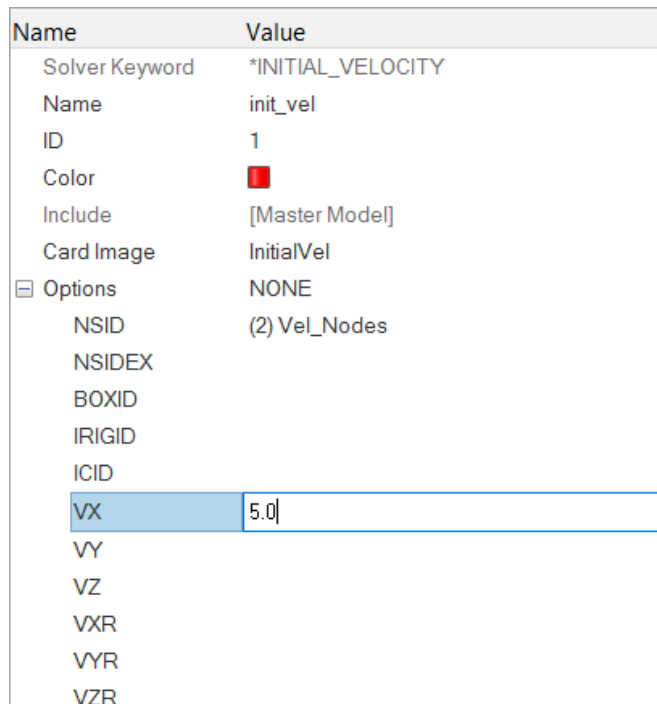 Name Value
Solver Keyword *INITIAL_VELOCITY
Name init_vel
ID 1
Color
Include [Master Model]
Card Image InitialVel
Options NONE
NSID (2) Vel_Nodes
NSIDEX
BOXID
IRIGID
ICID
VX 5.0
VY
VZ
VXR
VYR
VZR